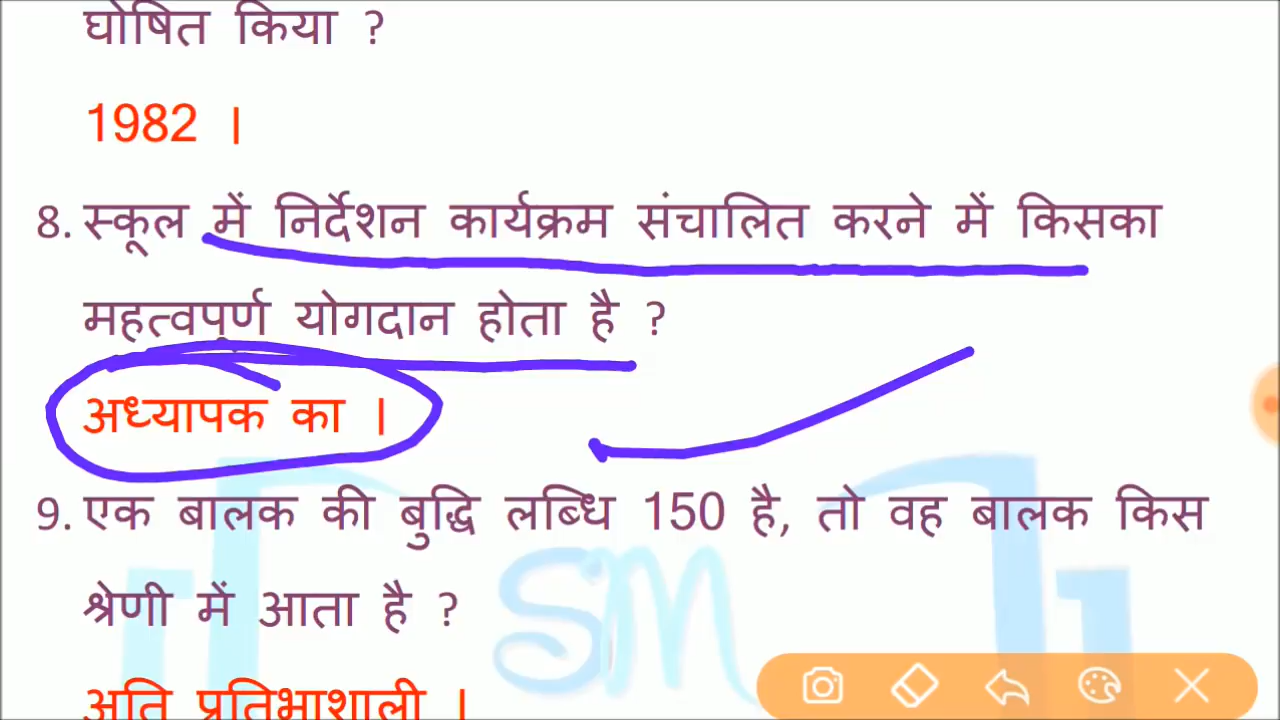 घोषित किया ?
1982 ।
8. स्कूल में निर्देशन कार्यक्रम संचालित करने में किसका
महत्वपूर्ण योगदान होता है ?
अध्यापक का ।
9. एक बालक की बुद्धि लब्धि 150 है, तो वह बालक किस
श्रेणी में आता है ?
अति प्रतिभाशाली ।
SM